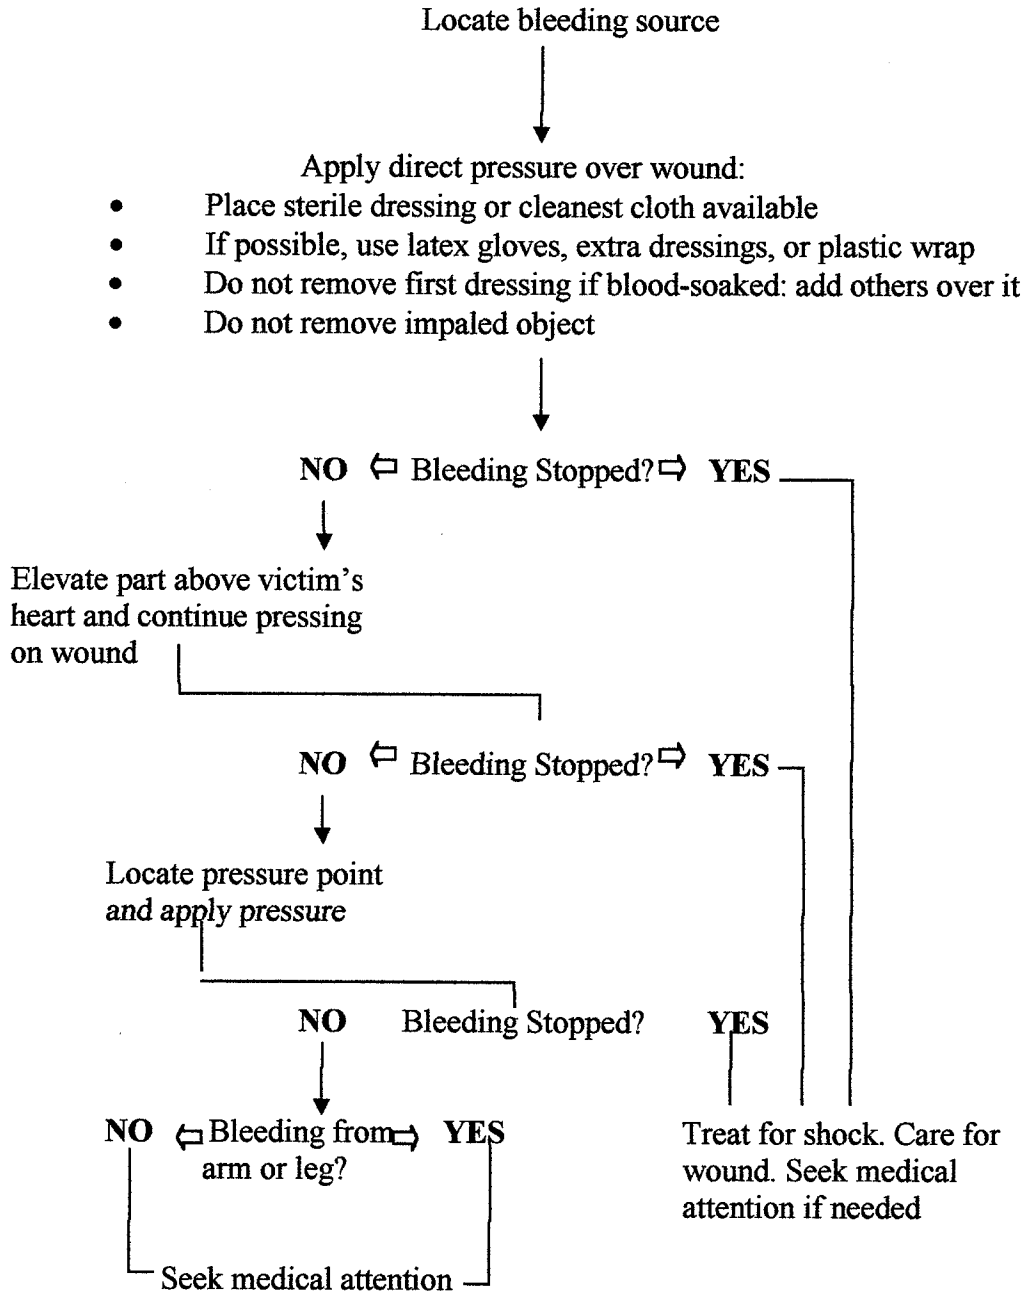 Locate bleeding source
Apply direct pressure over wound:
• Place sterile dressing or cleanest cloth available
• If possible, use latex gloves, extra dressings, or plastic wrap
• Do not remove first dressing if blood-soaked: add others over it
• Do not remove impaled object
NO Bleeding Stopped? YES
Elevate part above victim's
heart and continue pressing
on wound
NO Bleeding Stopped? YES
Locate pressure point
and apply pressure
NO Bleeding Stopped? YES
NO Bleeding from YES
arm or leg?
Treat for shock. Care for
wound. Seek medical
attention if needed
Seek medical attention